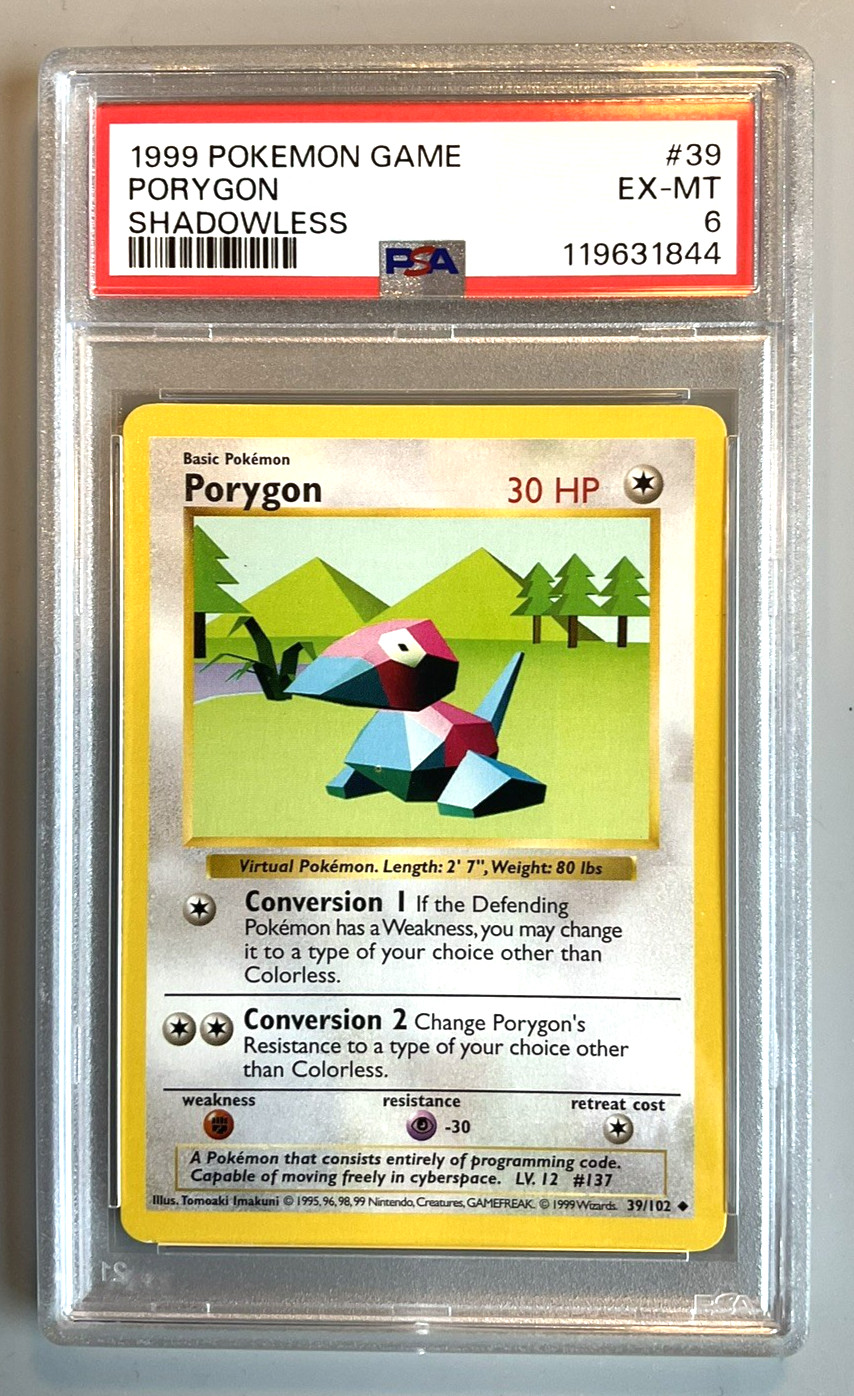 1999 POKEMON GAME #39
PORYGON EX-MT
SHADOWLESS 6
PSA 119631844
Basic Pokémon
Porygon 30 HP
Virtual Pokémon. Length: 2' 7", Weight: 80 lbs
Conversion 1 If the Defending
Pokémon has a Weakness, you may change
it to a type of your choice other than
Colorless.
Conversion 2 Change Porygon's
Resistance to a type of your choice other
than Colorless.
weakness resistance retreat cost
-30
A Pokémon that consists entirely of programming code.
Capable of moving freely in cyberspace. LV. 12 #137
Illus. Tomoaki Imakuni © 1995, 96, 98, 99 Nintendo, Creatures, GAMEFREAK. © 1999 Wizards. 39/102
PSA